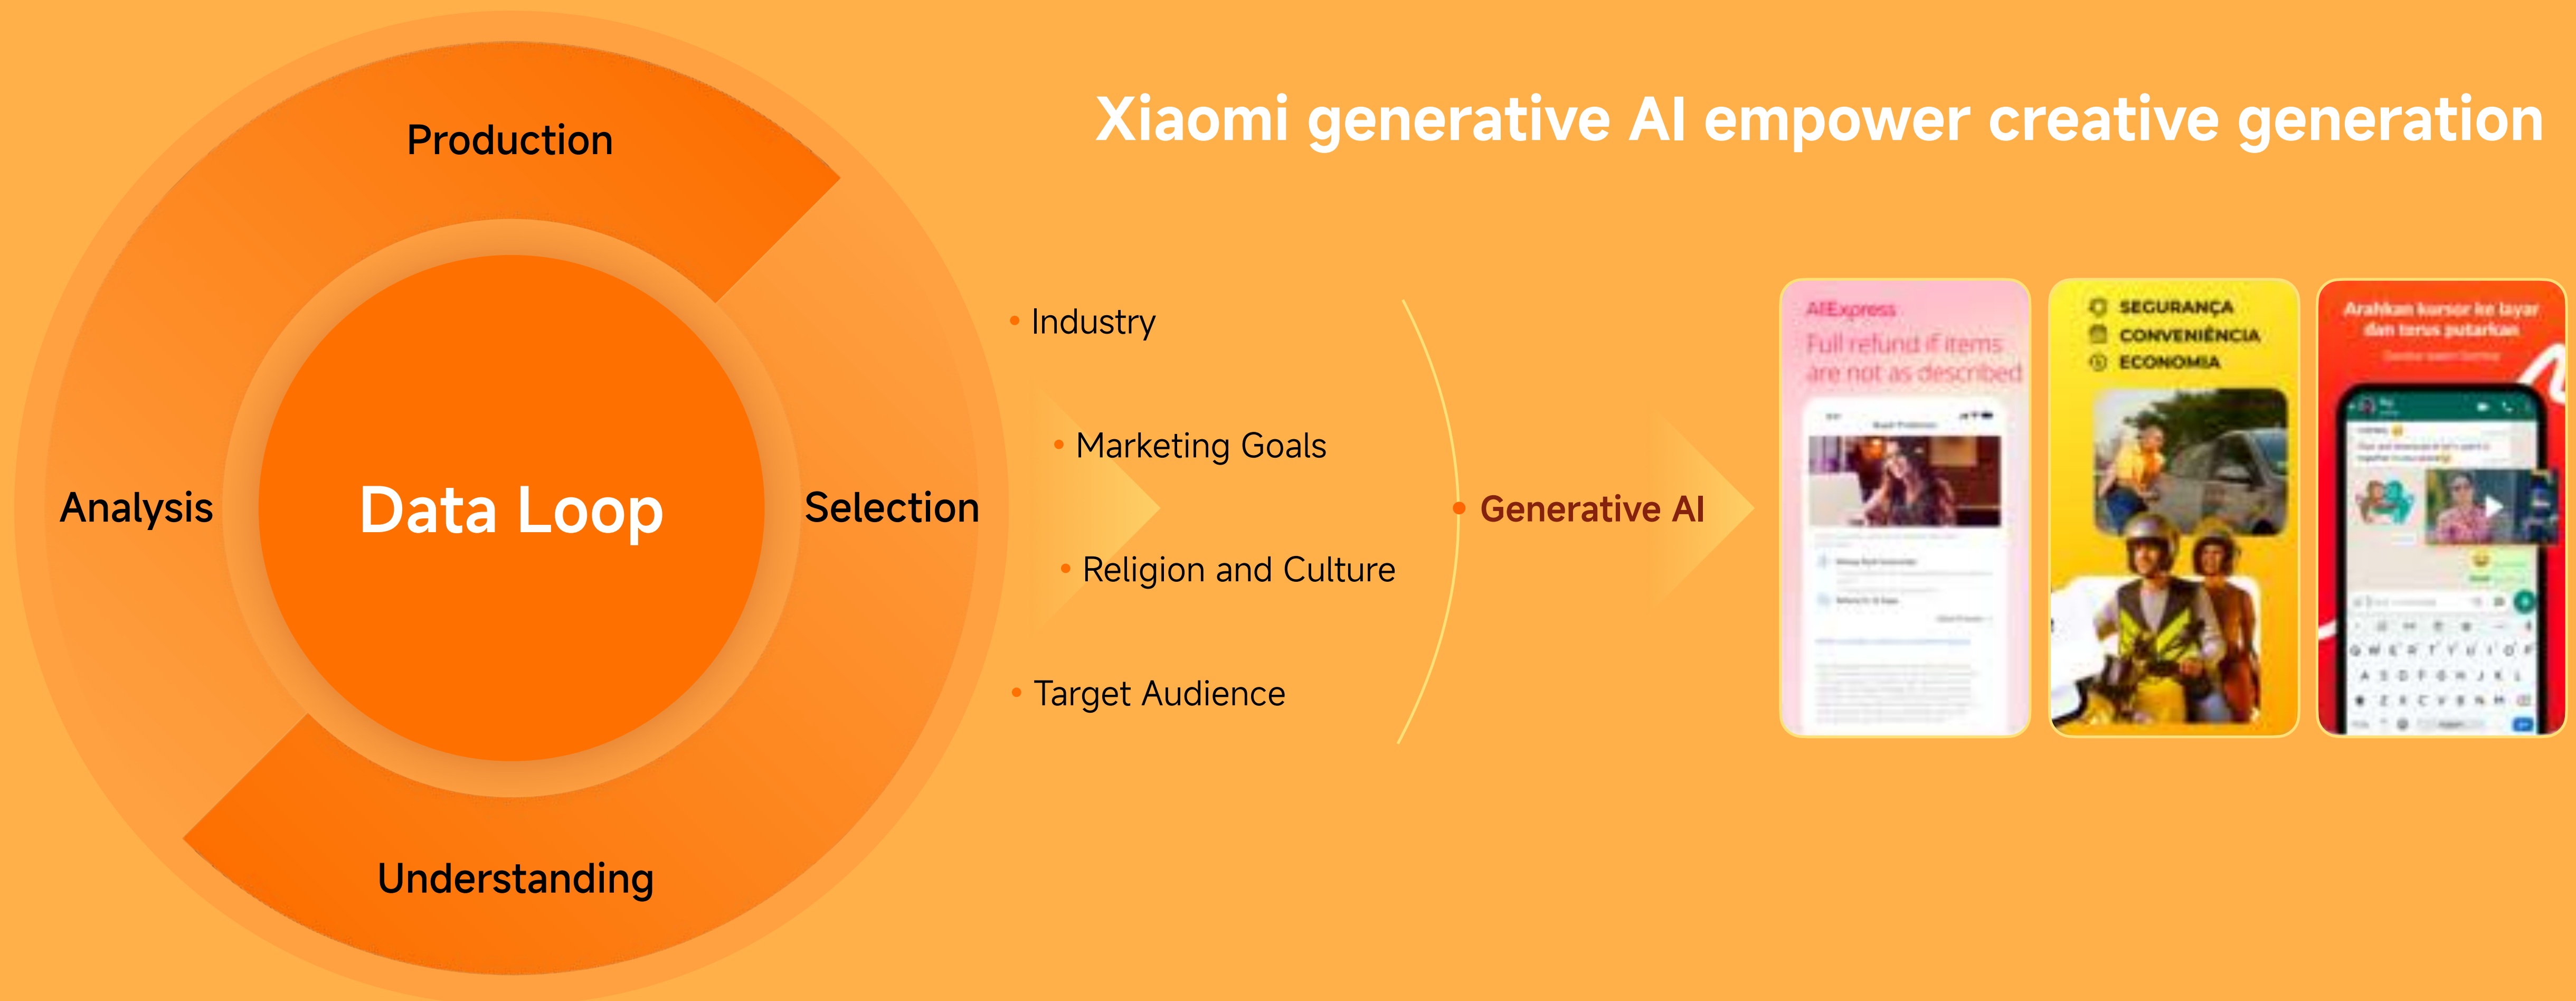 Xiaomi generative AI empower creative generation
Production
Analysis
Data Loop
Selection
Understanding
Industry
Marketing Goals
Religion and Culture
Target Audience
Generative AI
AliExpress
Full refund if items
are not as described
SEGURANÇA
CONVENIÊNCIA
ECONOMIA
Arahkan kursor ke layar
dan terus putarkan
Q W E R T Y U I O P
A S D F G H J K L
Z X C V B N M